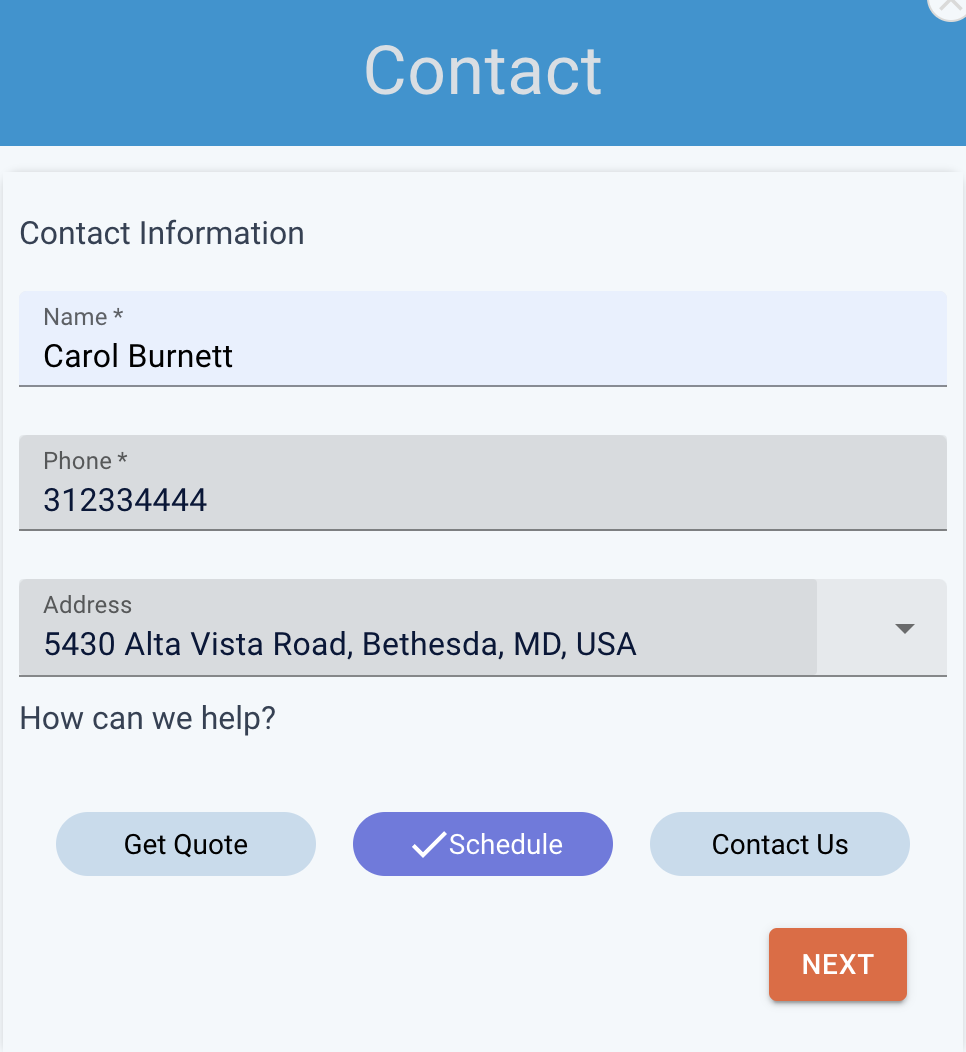 Contact
Contact Information
Name *
Carol Burnett
Phone *
312334444
Address
5430 Alta Vista Road, Bethesda, MD, USA
How can we help?
Get Quote
Schedule
Contact Us
NEXT